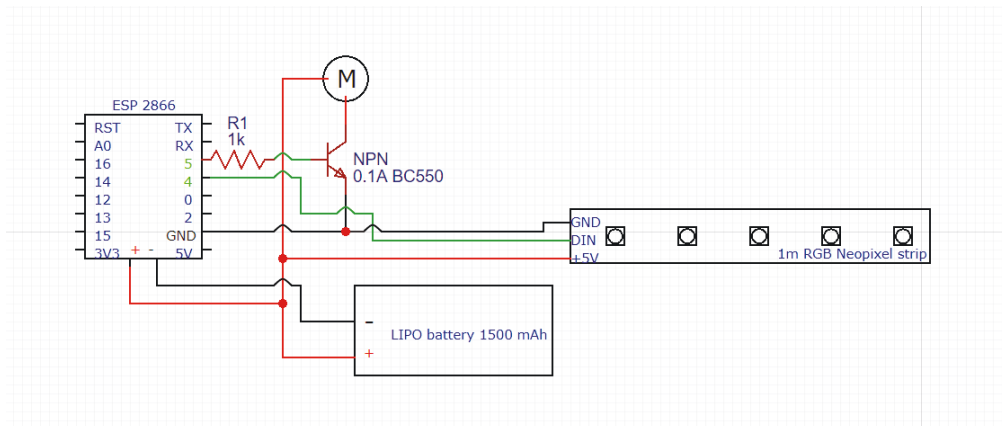 M
ESP 2866
R1
1k
RST TX
A0 RX
16 5
14 4
12 0
13 2
15 GND
3V3 + - 5V
NPN
0.1A BC550
GND
DIN
+5V
1m RGB Neopixel strip
-
LIPO battery 1500 mAh
+